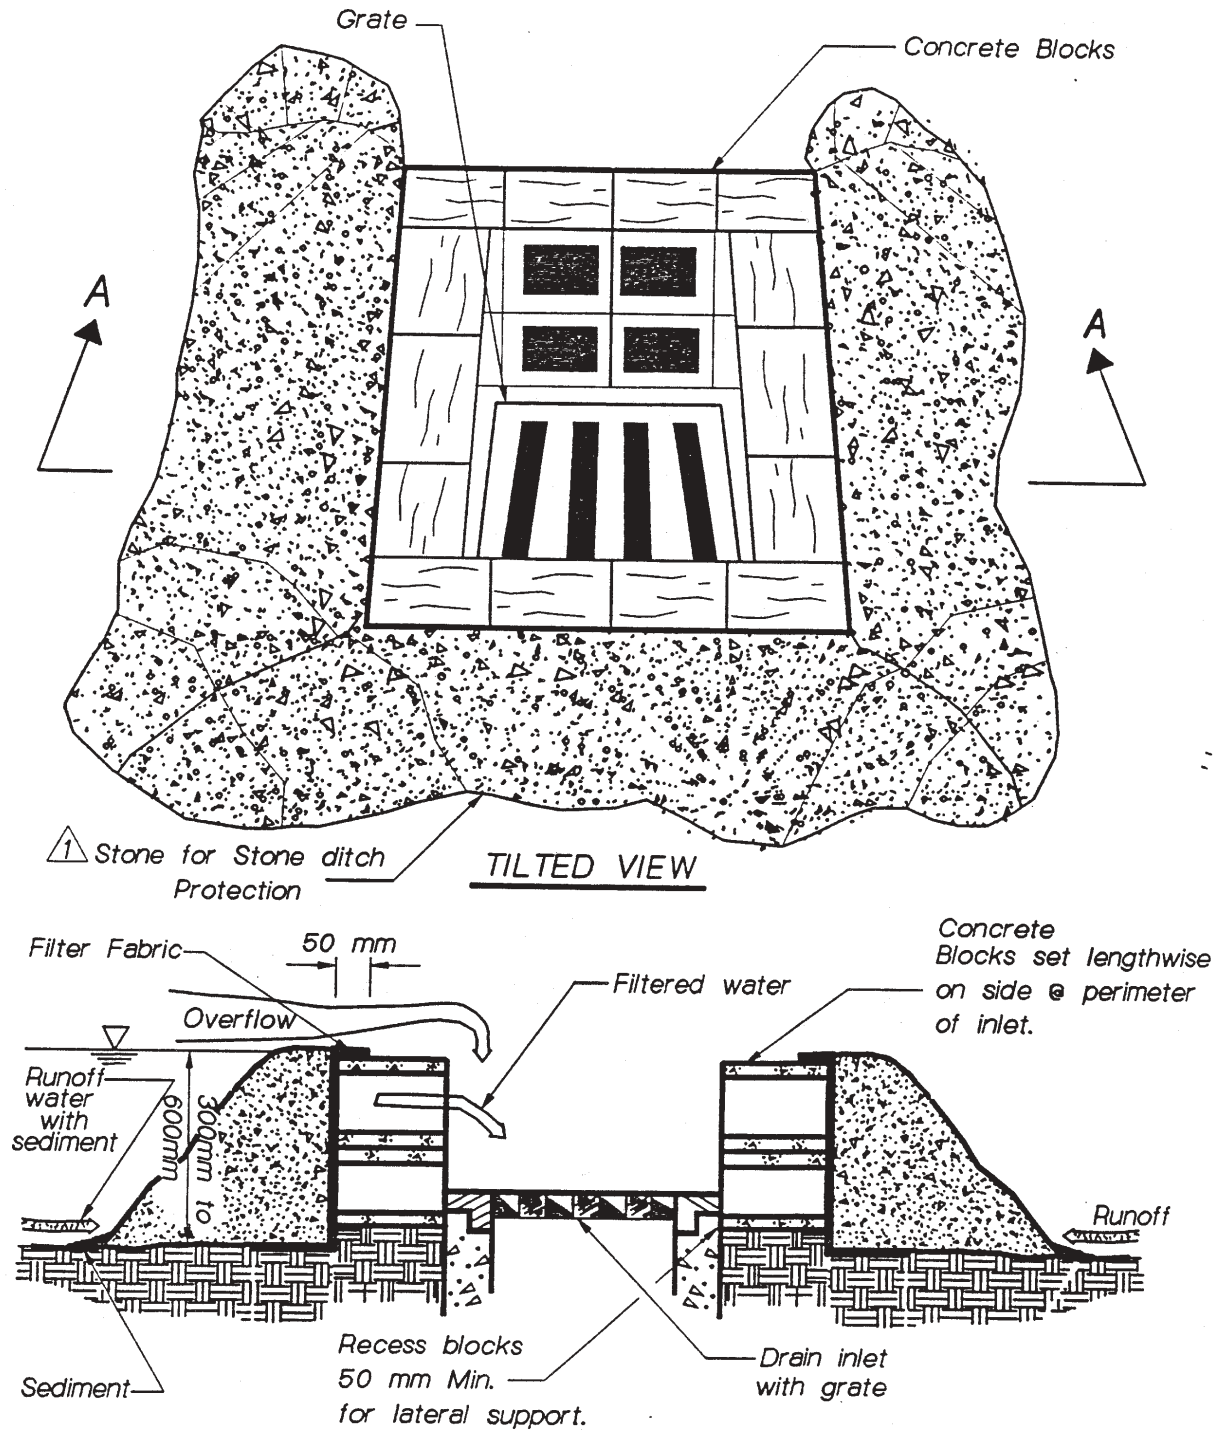 Grate
Concrete Blocks
A
A
1 Stone for Stone ditch
Protection
TILTED VIEW
Filter Fabric
50 mm
Filtered water
Concrete
Blocks set lengthwise
on side @ perimeter
of inlet.
Overflow
Runoff
water
with
sediment
300mm to
600mm
Runoff
Sediment
Recess blocks
50 mm Min.
for lateral support.
Drain inlet
with grate